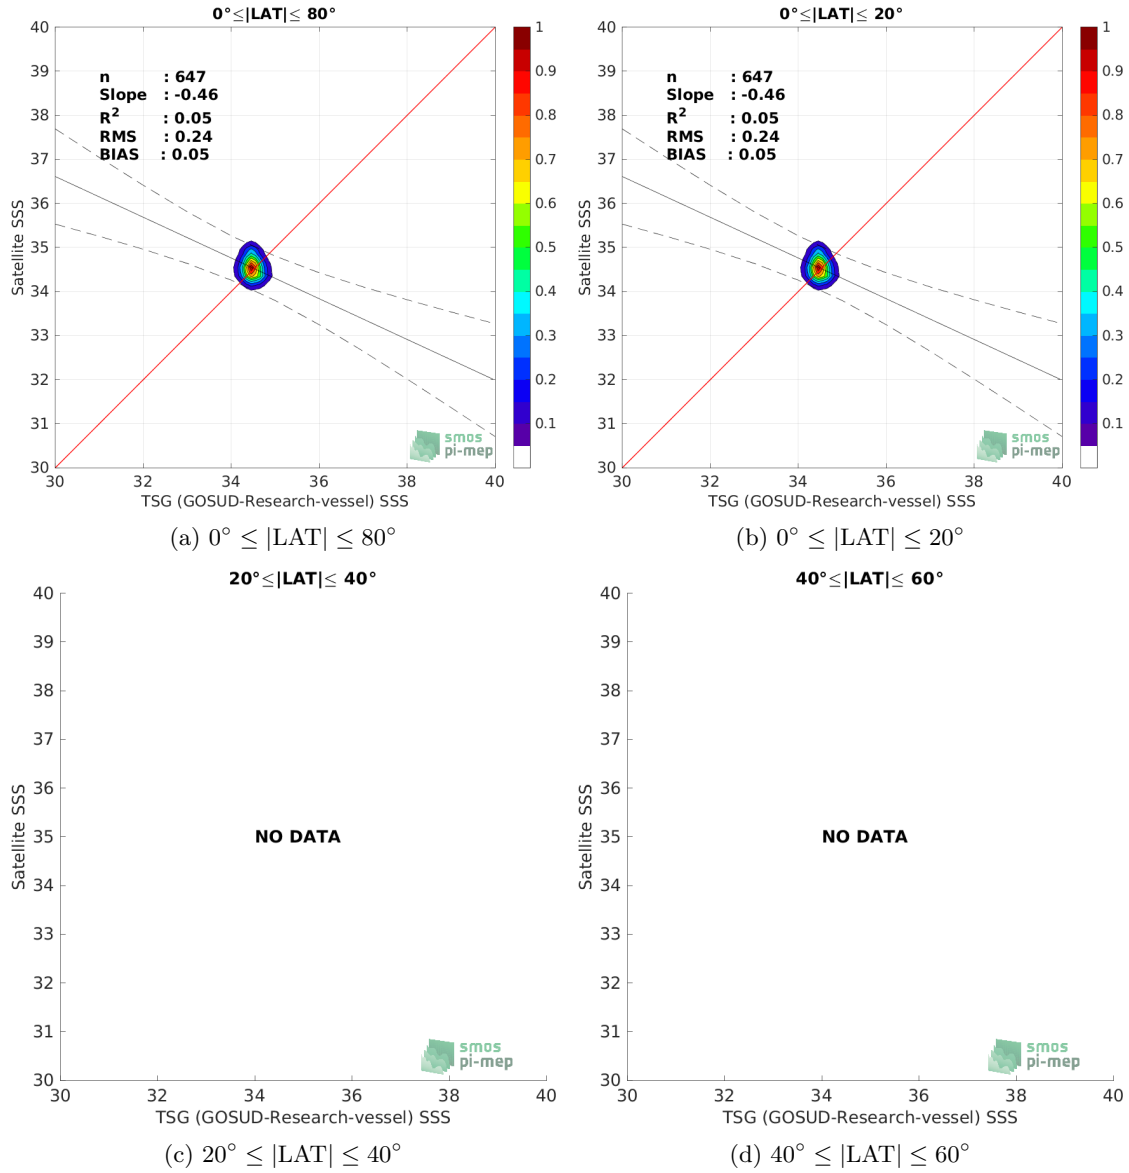 0°≤|LAT|≤ 80°
40
39
38
37
36
35
34
33
32
31
30
Satellite SSS
n : 647
Slope : -0.46
R² : 0.05
RMS : 0.24
BIAS : 0.05
smos
pi-mep
30 32 34 36 38 40
TSG (GOSUD-Research-vessel) SSS
1
0.9
0.8
0.7
0.6
0.5
0.4
0.3
0.2
0.1
(a) 0° ≤ |LAT| ≤ 80°
0°≤|LAT|≤ 20°
40
39
38
37
36
35
34
33
32
31
30
Satellite SSS
n : 647
Slope : -0.46
R² : 0.05
RMS : 0.24
BIAS : 0.05
smos
pi-mep
30 32 34 36 38 40
TSG (GOSUD-Research-vessel) SSS
1
0.9
0.8
0.7
0.6
0.5
0.4
0.3
0.2
0.1
(b) 0° ≤ |LAT| ≤ 20°
20°≤|LAT|≤ 40°
40
39
38
37
36
35
34
33
32
31
30
Satellite SSS
NO DATA
smos
pi-mep
30 32 34 36 38 40
TSG (GOSUD-Research-vessel) SSS
(c) 20° ≤ |LAT| ≤ 40°
40°≤|LAT|≤ 60°
40
39
38
37
36
35
34
33
32
31
30
Satellite SSS
NO DATA
smos
pi-mep
30 32 34 36 38 40
TSG (GOSUD-Research-vessel) SSS
(d) 40° ≤ |LAT| ≤ 60°